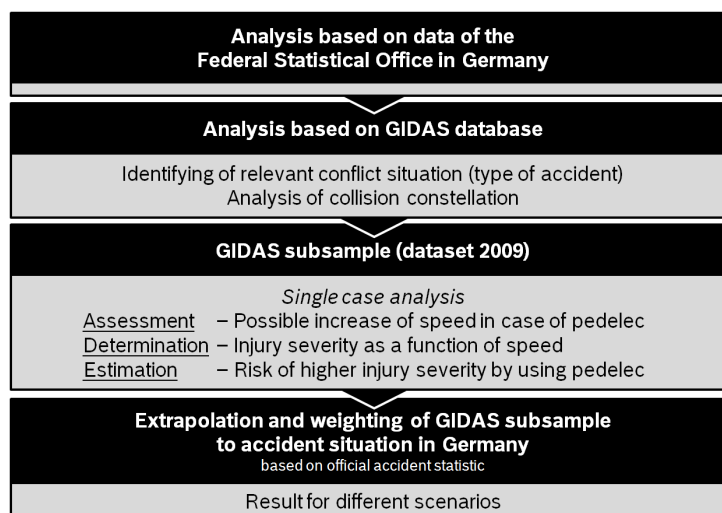 Analysis based on data of the
Federal Statistical Office in Germany
Analysis based on GIDAS database
Identifying of relevant conflict situation (type of accident)
Analysis of collision constellation
GIDAS subsample (dataset 2009)
Single case analysis
Assessment – Possible increase of speed in case of pedelec
Determination – Injury severity as a function of speed
Estimation – Risk of higher injury severity by using pedelec
Extrapolation and weighting of GIDAS subsample
to accident situation in Germany
based on official accident statistic
Result for different scenarios